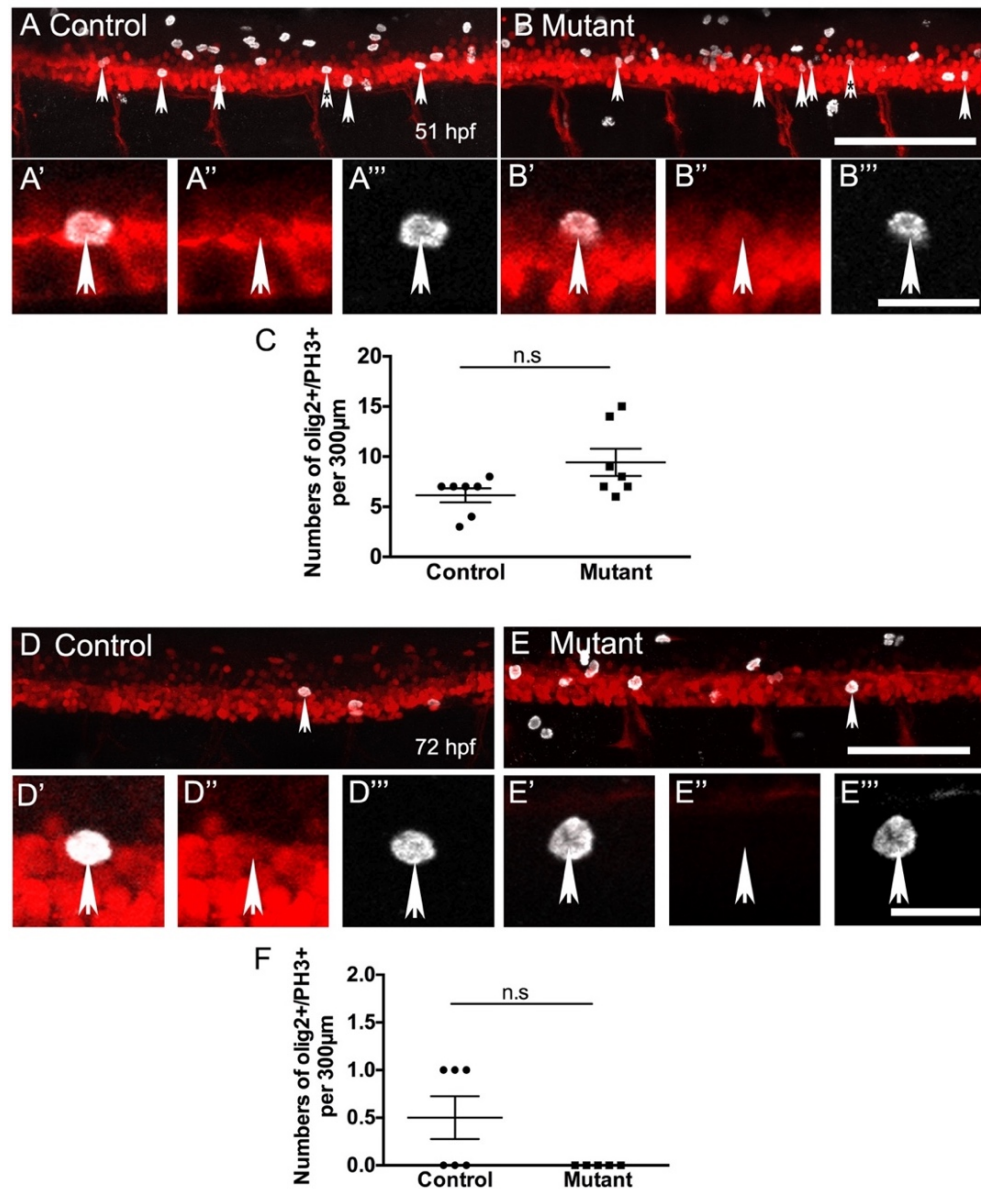 A Control
B Mutant
51 hpf
A'
A''
A'''
B'
B''
B'''
C
Numbers of olig2+/PH3+
per 300µm
20
15
10
5
0
n.s
Control
Mutant
D Control
E Mutant
72 hpf
D'
D''
D'''
E'
E''
E'''
F
Numbers of olig2+/PH3+
per 300µm
2.0
1.5
1.0
0.5
0.0
n.s
Control
Mutant